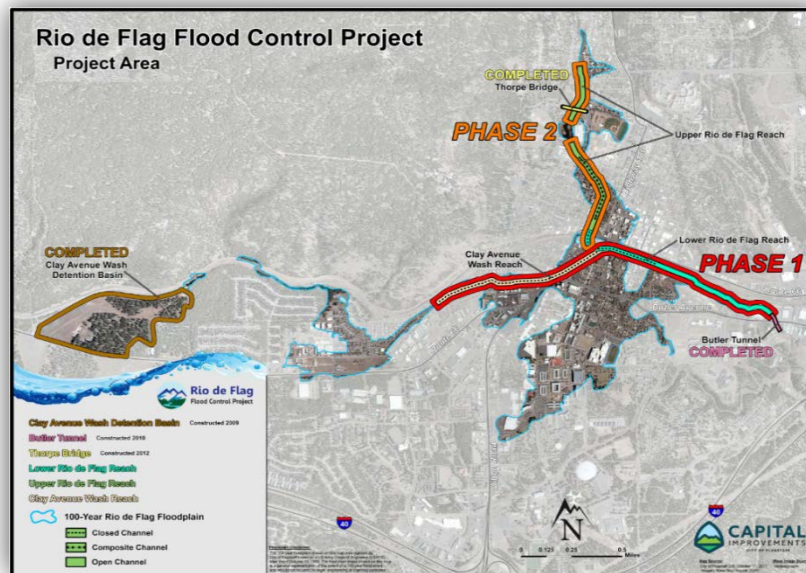 Rio de Flag Flood Control Project
Project Area
COMPLETED
Thorpe Bridge
PHASE 2
Upper Rio de Flag Reach
COMPLETED
Clay Avenue Wash
Detention Basin
Clay Avenue
Wash Reach
Lower Rio de Flag Reach
PHASE 1
Butler Tunnel
COMPLETED
Rio de Flag
Flood Control Project
Clay Avenue Wash Detention Basin Constructed 2009
Butler Tunnel Constructed 2010
Thorpe Bridge Constructed 2012
Lower Rio de Flag Reach
Upper Rio de Flag Reach
Clay Avenue Wash Reach
100-Year Rio de Flag Floodplain
Closed Channel
Composite Channel
Open Channel
40
40
N
0 0.125 0.25 0.5
Miles
CAPITAL
IMPROVEMENTS
CITY OF FLAGSTAFF